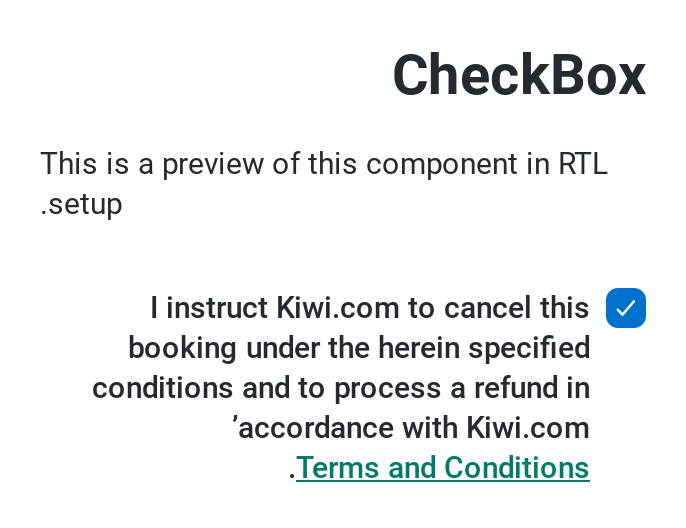 CheckBox
This is a preview of this component in RTL
.setup
I instruct Kiwi.com to cancel this
booking under the herein specified
conditions and to process a refund in
’accordance with Kiwi.com
.Terms and Conditions